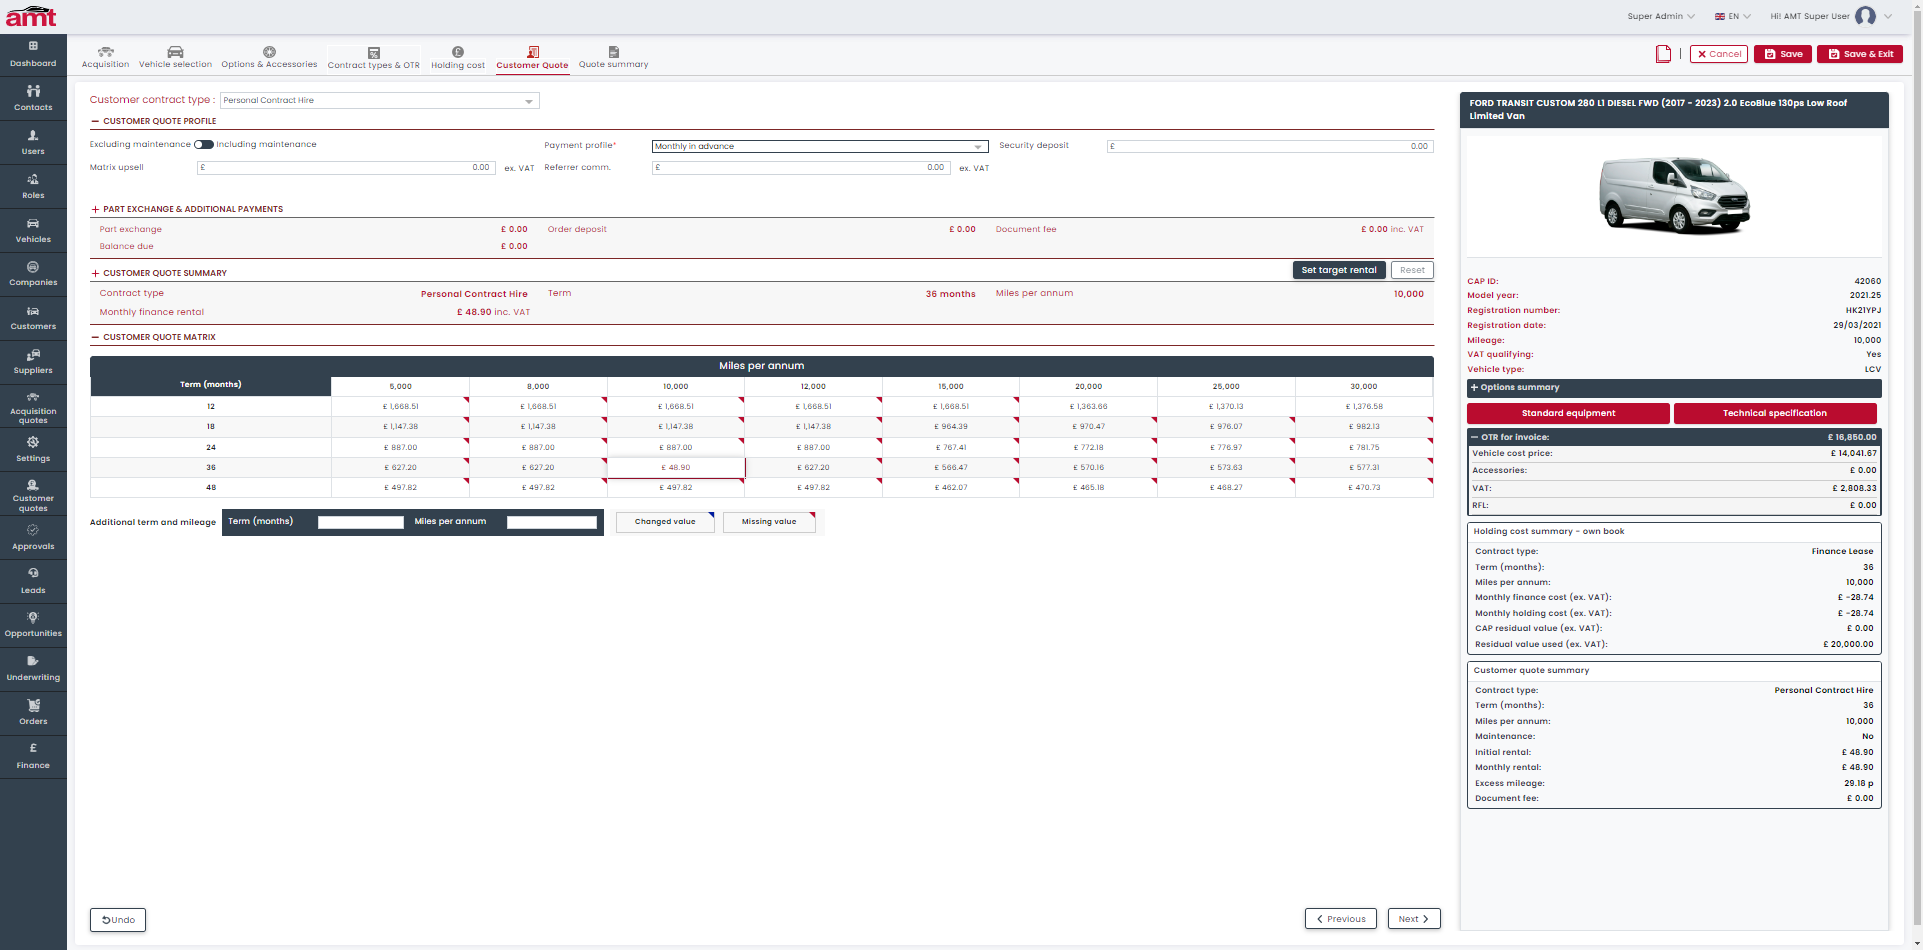 amt
Super Admin
EN
Hi! AMT Super User
Dashboard
Contacts
Users
Roles
Vehicles
Companies
Customers
Suppliers
Acquisition
quotes
Settings
Customer
quotes
Approvals
Leads
Opportunities
Underwriting
Orders
£
Finance
Acquisition
Vehicle selection
Options & Accessories
Contract types & OTR
Holding cost
Customer Quote
Quote summary
Cancel
Save
Save & Exit
Customer contract type : Personal Contract Hire
CUSTOMER QUOTE PROFILE
Excluding maintenance Including maintenance
Payment profile* Monthly in advance
Security deposit £ 0.00
Matrix upsell £ 0.00 ex. VAT
Referrer comm. £ 0.00 ex. VAT
PART EXCHANGE & ADDITIONAL PAYMENTS
Part exchange £ 0.00 Order deposit £ 0.00 Document fee £ 0.00 inc. VAT
Balance due £ 0.00
CUSTOMER QUOTE SUMMARY
Set target rental Reset
Contract type Personal Contract Hire Term 36 months Miles per annum 10,000
Monthly finance rental £ 48.90 inc. VAT
CUSTOMER QUOTE MATRIX
Miles per annum
Term (months) 5,000 8,000 10,000 12,000 15,000 20,000 25,000 30,000
12 £ 1,668.51 £ 1,668.51 £ 1,668.51 £ 1,668.51 £ 1,668.51 £ 1,363.66 £ 1,370.13 £ 1,376.58
18 £ 1,147.38 £ 1,147.38 £ 1,147.38 £ 1,147.38 £ 964.39 £ 970.47 £ 976.07 £ 982.13
24 £ 887.00 £ 887.00 £ 887.00 £ 887.00 £ 767.41 £ 772.18 £ 776.97 £ 781.75
36 £ 627.20 £ 627.20 £ 48.90 £ 627.20 £ 566.47 £ 570.16 £ 573.63 £ 577.31
48 £ 497.82 £ 497.82 £ 497.82 £ 497.82 £ 462.07 £ 465.18 £ 468.27 £ 470.73
Additional term and mileage Term (months) Miles per annum Changed value Missing value
Undo
Previous
Next
FORD TRANSIT CUSTOM 280 L1 DIESEL FWD (2017 - 2023) 2.0 EcoBlue 130ps Low Roof
Limited Van
CAP ID: 42060
Model year: 2021.25
Registration number: HK21YPJ
Registration date: 29/03/2021
Mileage: 10,000
VAT qualifying: Yes
Vehicle type: LCV
Options summary
Standard equipment
Technical specification
OTR for invoice: £ 16,850.00
Vehicle cost price: £ 14,041.67
Accessories: £ 0.00
VAT: £ 2,808.33
RFL: £ 0.00
Holding cost summary - own book
Contract type: Finance Lease
Term (months): 36
Miles per annum: 10,000
Monthly finance cost (ex. VAT): £ -28.74
Monthly holding cost (ex. VAT): £ -28.74
CAP residual value (ex. VAT): £ 0.00
Residual value used (ex. VAT): £ 20,000.00
Customer quote summary
Contract type: Personal Contract Hire
Term (months): 36
Miles per annum: 10,000
Maintenance: No
Initial rental: £ 48.90
Monthly rental: £ 48.90
Excess mileage: 29.18 p
Document fee: £ 0.00